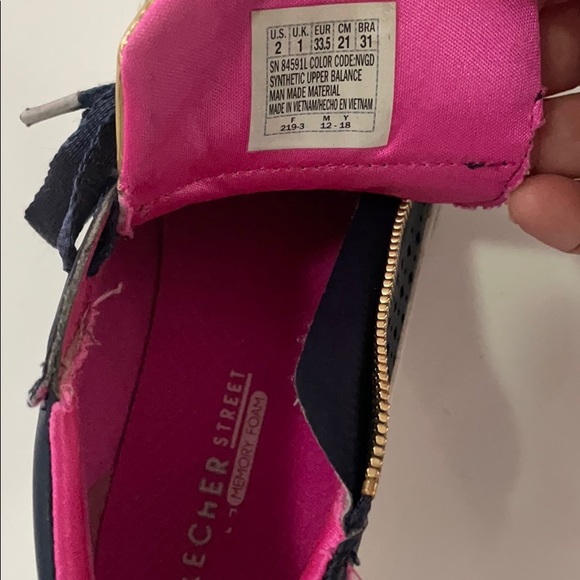 U.S. U.K. EUR CM BRA
2 1 33.5 21 31
SN 84591L COLOR CODE:NVGD
SYNTHETIC UPPER BALANCE
MAN MADE MATERIAL
MADE IN VIETNAM/HECHO EN VIETNAM
F M Y
219-3 12 - 18
KECHER STREET
MEMORY FOAM